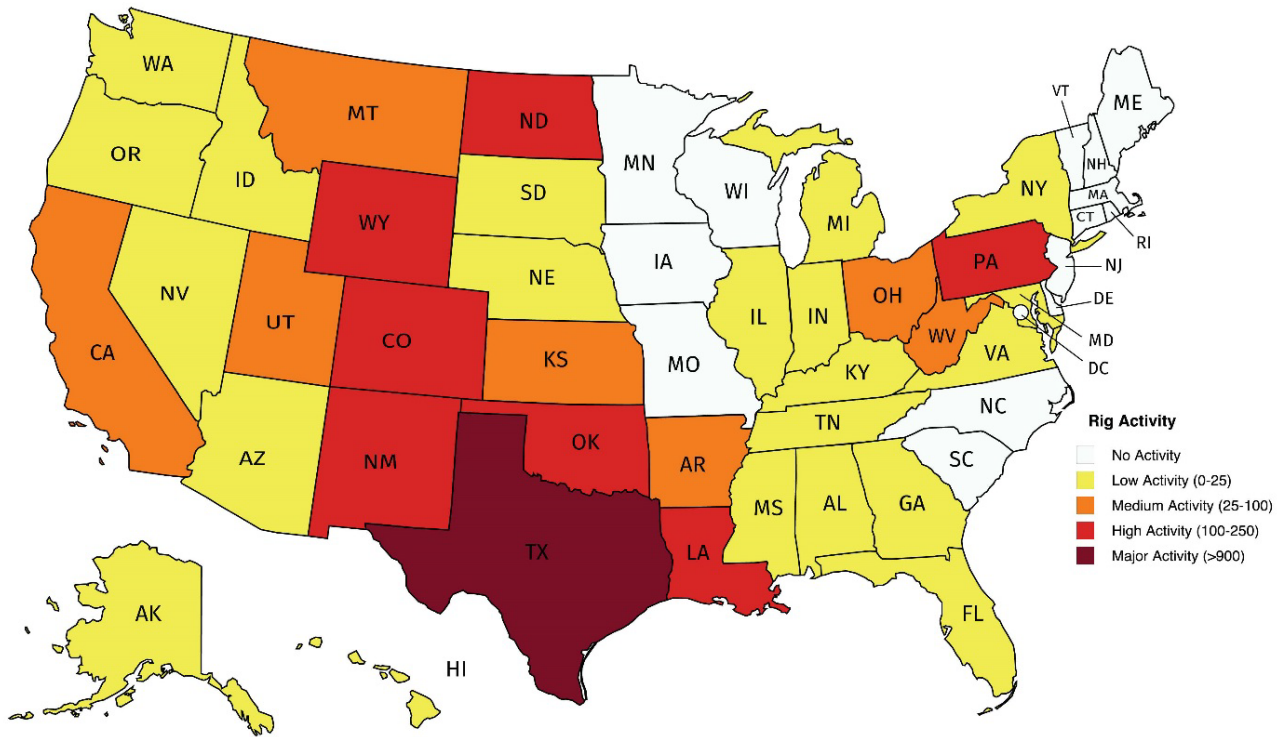 WA
MT
ND
MN
VT
ME
OR
ID
SD
WI
NH
NY
MA
WY
MI
CT
RI
IA
PA
NJ
NE
NV
UT
IL
IN
OH
DE
CO
WV
MD
CA
KS
MO
KY
VA
DC
NC
TN
AZ
NM
OK
AR
SC
MS
AL
GA
TX
LA
AK
FL
HI
Rig Activity
No Activity
Low Activity (0-25)
Medium Activity (25-100)
High Activity (100-250)
Major Activity (>900)